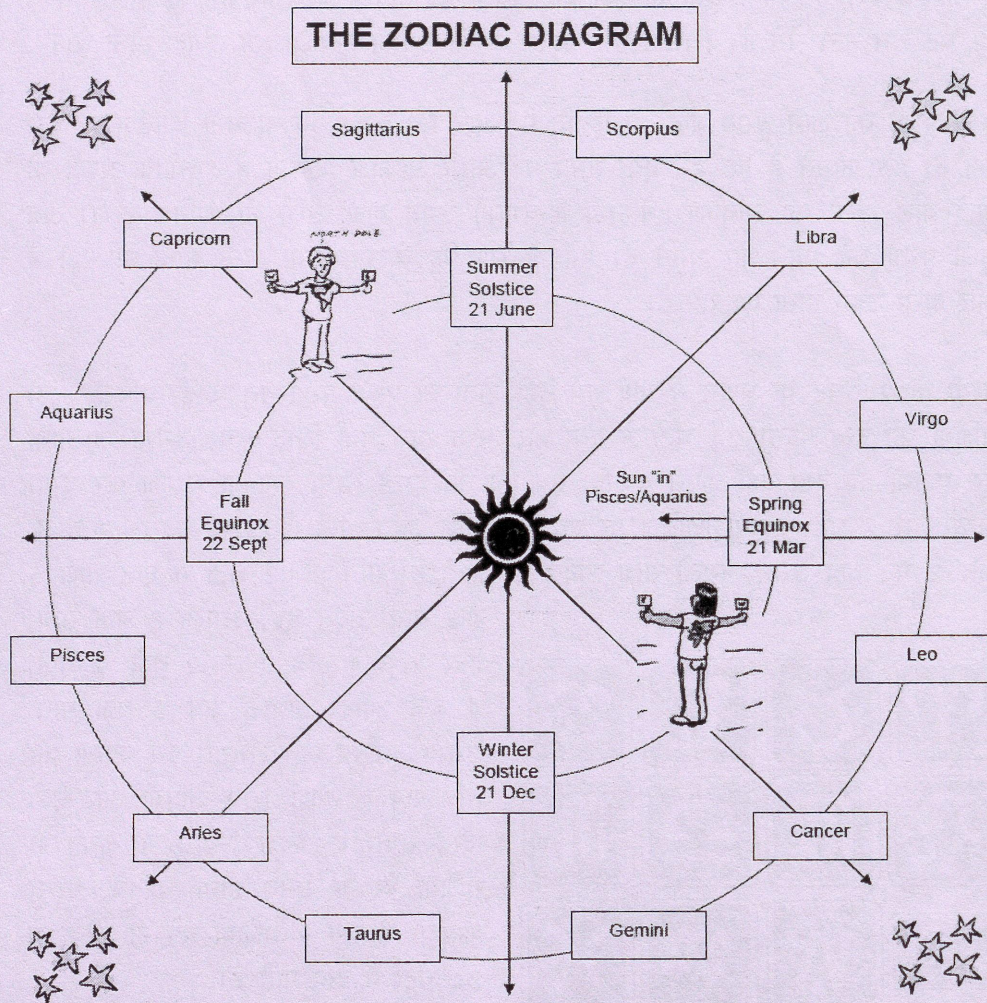 THE ZODIAC DIAGRAM
Sagittarius
Scorpius
Capricorn
NORTH POLE
Libra
Summer
Solstice
21 June
Aquarius
Virgo
Fall
Equinox
22 Sept
Sun "in"
Pisces/Aquarius
Spring
Equinox
21 Mar
Pisces
Leo
Winter
Solstice
21 Dec
Aries
Cancer
Taurus
Gemini